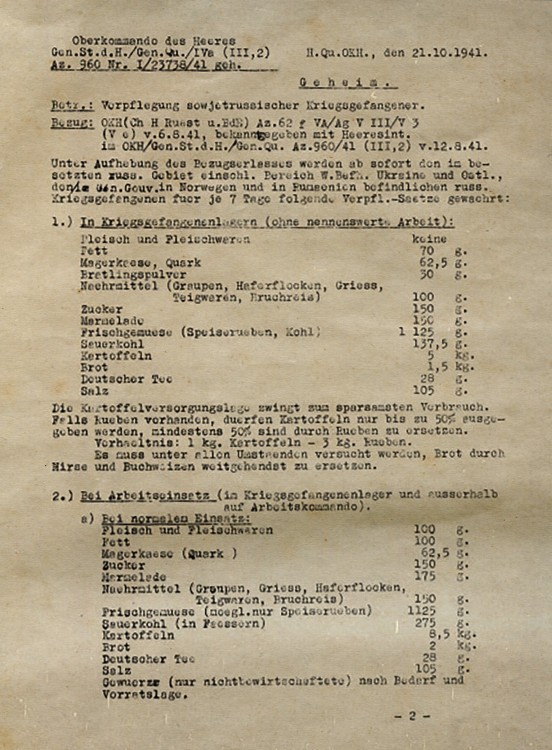 Oberkommando des Heeres
Gen.St.d.H./Gen.Qu./IVa (III,2)    H.Qu.OKH., den 21.10.1941.
Az. 960 Nr. I/23738/41 geh.
G e h e i m .
Betr.: Verpflegung sowjetrussischer Kriegsgefangener.
Bezug: OKH(Ch H Ruest u.BdE) Az.62 f VA/Ag V III/V 3
(V e) v.6.8.41, bekanntgegeben mit Heeresint.
im OKH/Gen.St.d.H./Gen.Qu. Az.960/41 (III,2) v.12.8.41.
Unter Aufhebung des Bezugserlasses werden ab sofort den im be-
setzten russ. Gebiet einschl. Bereich W.Befh. Ukraine und Ostl.,
Gen.Gouv. in Norwegen und in Rumaenien befindlichen russ.
Kriegsgefangenen fuer je 7 Tage folgende Verpfl.-Saetze gewaehrt:
1.) In Kriegsgefangenenlagern (ohne nennenswerte Arbeit):
Fleisch und Fleischwaren    keine
Fett    70 g.
Magerkaese, Quark    62,5 g.
Bratlingspulver    30 g.
Naehrmittel (Graupen, Haferflocken, Griess,
Teigwaren, Bruchreis)    100 g.
Zucker    150 g.
Marmelade    150 g.
Frischgemuese (Speiserueben, Kohl)    1 125 g.
Sauerkohl    137,5 g.
Kartoffeln    5 kg.
Brot    1,5 kg.
Deutscher Tee    28 g.
Salz    105 g.
Die Kartoffelversorgungslage zwingt zum sparsamsten Verbrauch.
Falls Rueben vorhanden, duerfen Kartoffeln nur bis zu 50% ausge-
geben werden, mindestens 50% sind durch Rueben zu ersetzen.
Verhaeltnis: 1 kg. Kartoffeln - 3 kg. Rueben.
Es muss unter allen Umstaenden versucht werden, Brot durch
Hirse und Buchweizen weitgehendst zu ersetzen.
2.) Bei Arbeitseinsatz (im Kriegsgefangenenlager und ausserhalb
auf Arbeitskommando).
a) Bei normalem Einsatz:
Fleisch und Fleischwaren    100 g.
Fett    100 g.
Magerkaese (Quark )    62,5 g.
Zucker    150 g.
Marmelade    175 g.
Naehrmittel (Graupen, Griess, Haferflocken,
Teigwaren, Bruchreis)    150 g.
Frischgemuese (moegl.nur Speiserueben)    1125 g.
Sauerkohl (in Faessern)    275 g.
Kartoffeln    8,5 kg.
Brot    2 kg.
Deutscher Tee    28 g.
Salz    105 g.
Gewuerze (nur nichtbewirtschaftete) nach Bedarf und
Vorratslage.
- 2 -